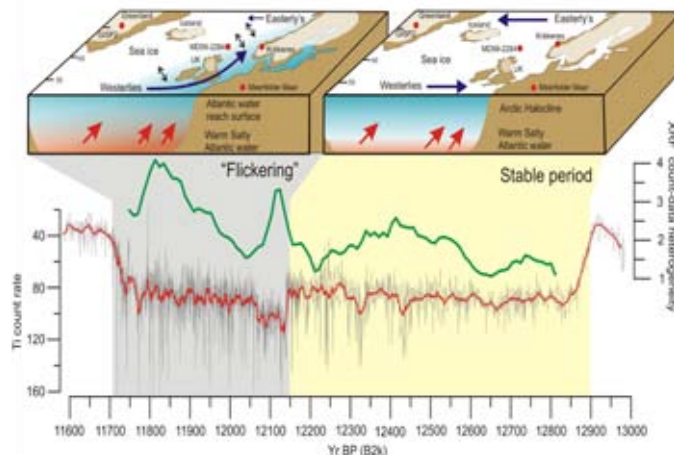 Greenland
Iceland
Easterly's
GISP2
Sea ice
MD99-2284
Kråkenes
UK
Westerlies
Meerfelder Maar
Atlantic water
reach surface
Warm Salty
Atlantic water
Greenland
Iceland
Easterly's
GISP2
Kråkenes
MD99-2284
Sea ice
UK
Westerlies
Meerfelder Maar
Arctic Halocline
Warm Salty
Atlantic water
"Flickering"
Stable period
4
3
2
1
XRF count-data heterogeneity
40
80
120
160
Ti count rate
11600 11800 11900 12000 12100 12200 12300 12400 12500 12600 12700 12800 13000
Yr BP (B2k)